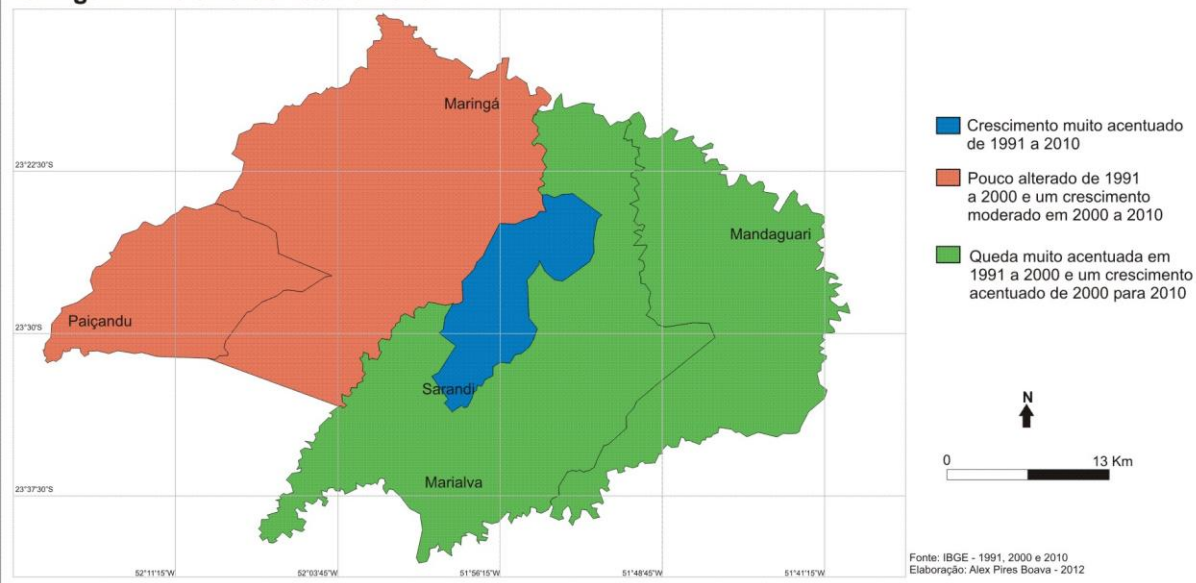 Maringá
Mandaguari
Paiçandu
Sarandi
Marialva
23°22'30"S
23°30'S
23°37'30"S
52°11'15"W
52°03'45"W
51°56'15"W
51°48'45"W
51°41'15"W
Crescimento muito acentuado
de 1991 a 2010
Pouco alterado de 1991
a 2000 e um crescimento
moderado em 2000 a 2010
Queda muito acentuada em
1991 a 2000 e um crescimento
acentuado de 2000 para 2010
N
0 13 Km
Fonte: IBGE - 1991, 2000 e 2010
Elaboração: Alex Pires Boava - 2012